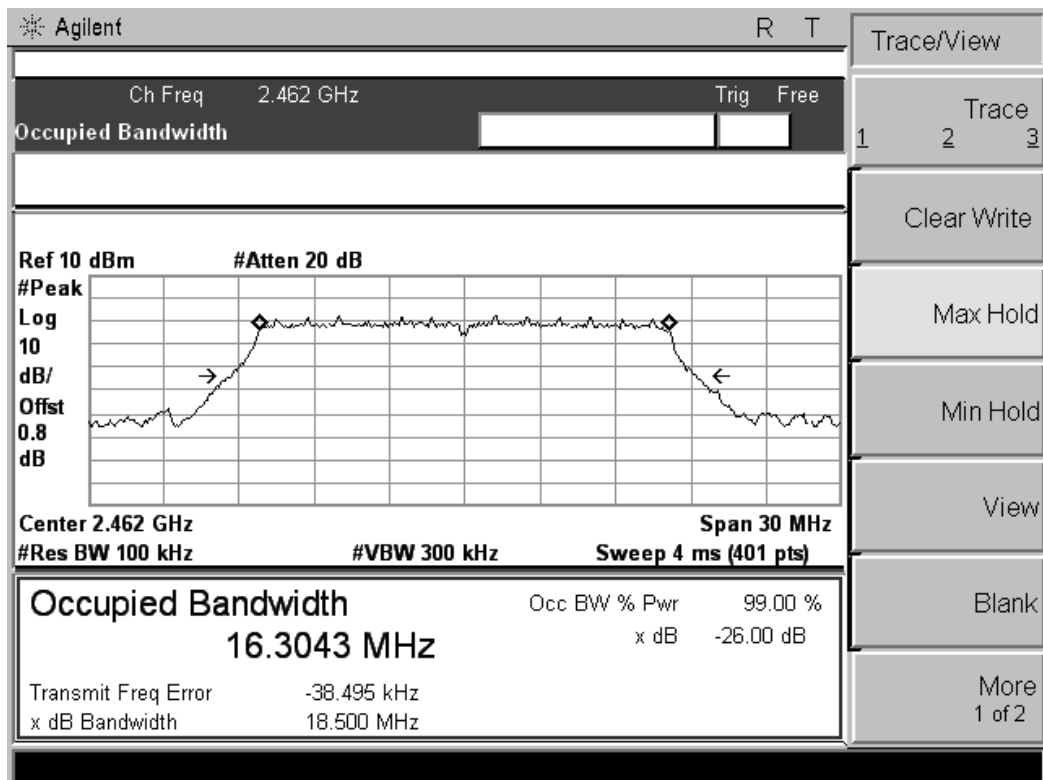 Agilent R T
Ch Freq 2.462 GHz Trig Free
Occupied Bandwidth
Ref 10 dBm #Atten 20 dB
#Peak
Log
10
dB/
Offst
0.8
dB
Center 2.462 GHz Span 30 MHz
#Res BW 100 kHz #VBW 300 kHz Sweep 4 ms (401 pts)
Occupied Bandwidth
16.3043 MHz
Occ BW % Pwr 99.00 %
x dB -26.00 dB
Transmit Freq Error -38.495 kHz
x dB Bandwidth 18.500 MHz
Trace/View
Trace
1 2 3
Clear Write
Max Hold
Min Hold
View
Blank
More
1 of 2